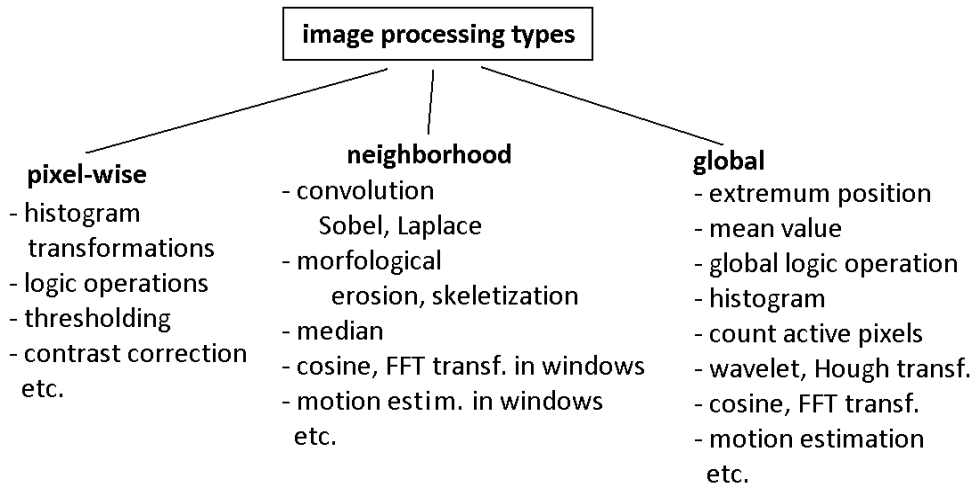 image processing types
pixel-wise
- histogram
transformations
- logic operations
- thresholding
- contrast correction
etc.
neighborhood
- convolution
Sobel, Laplace
- morfological
erosion, skeletization
- median
- cosine, FFT transf. in windows
- motion estim. in windows
etc.
global
- extremum position
- mean value
- global logic operation
- histogram
- count active pixels
- wavelet, Hough transf.
- cosine, FFT transf.
- motion estimation
etc.